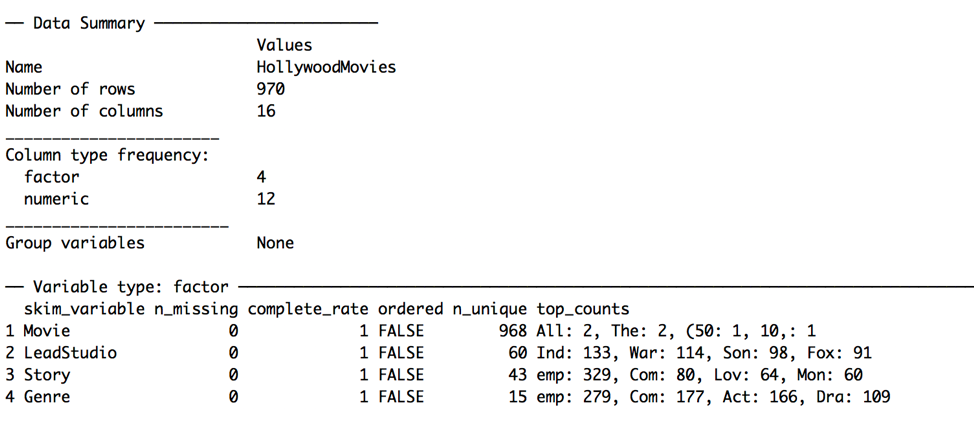 ── Data Summary ────────────────────────
                           Values
Name                       HollywoodMovies
Number of rows             970
Number of columns          16
_______________________
Column type frequency:
  factor                   4
  numeric                  12
________________________
Group variables            None

── Variable type: factor ────────────────────────────────────────────────
  skim_variable n_missing complete_rate ordered n_unique top_counts
1 Movie                 0             1 FALSE        968 All: 2, The: 2, (50: 1, 10,: 1
2 LeadStudio            0             1 FALSE         60 Ind: 133, War: 114, Son: 98, Fox: 91
3 Story                 0             1 FALSE         43 emp: 329, Com: 80, Lov: 64, Mon: 60
4 Genre                 0             1 FALSE         15 emp: 279, Com: 177, Act: 166, Dra: 109